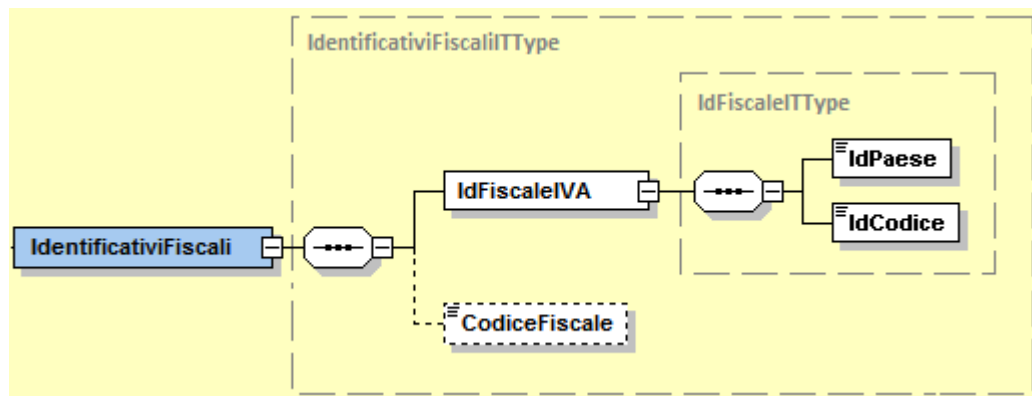 IdentificativiFiscaliITType
IdFiscaleITType
IdPaese
IdFiscaleIVA
IdCodice
IdentificativiFiscali
CodiceFiscale